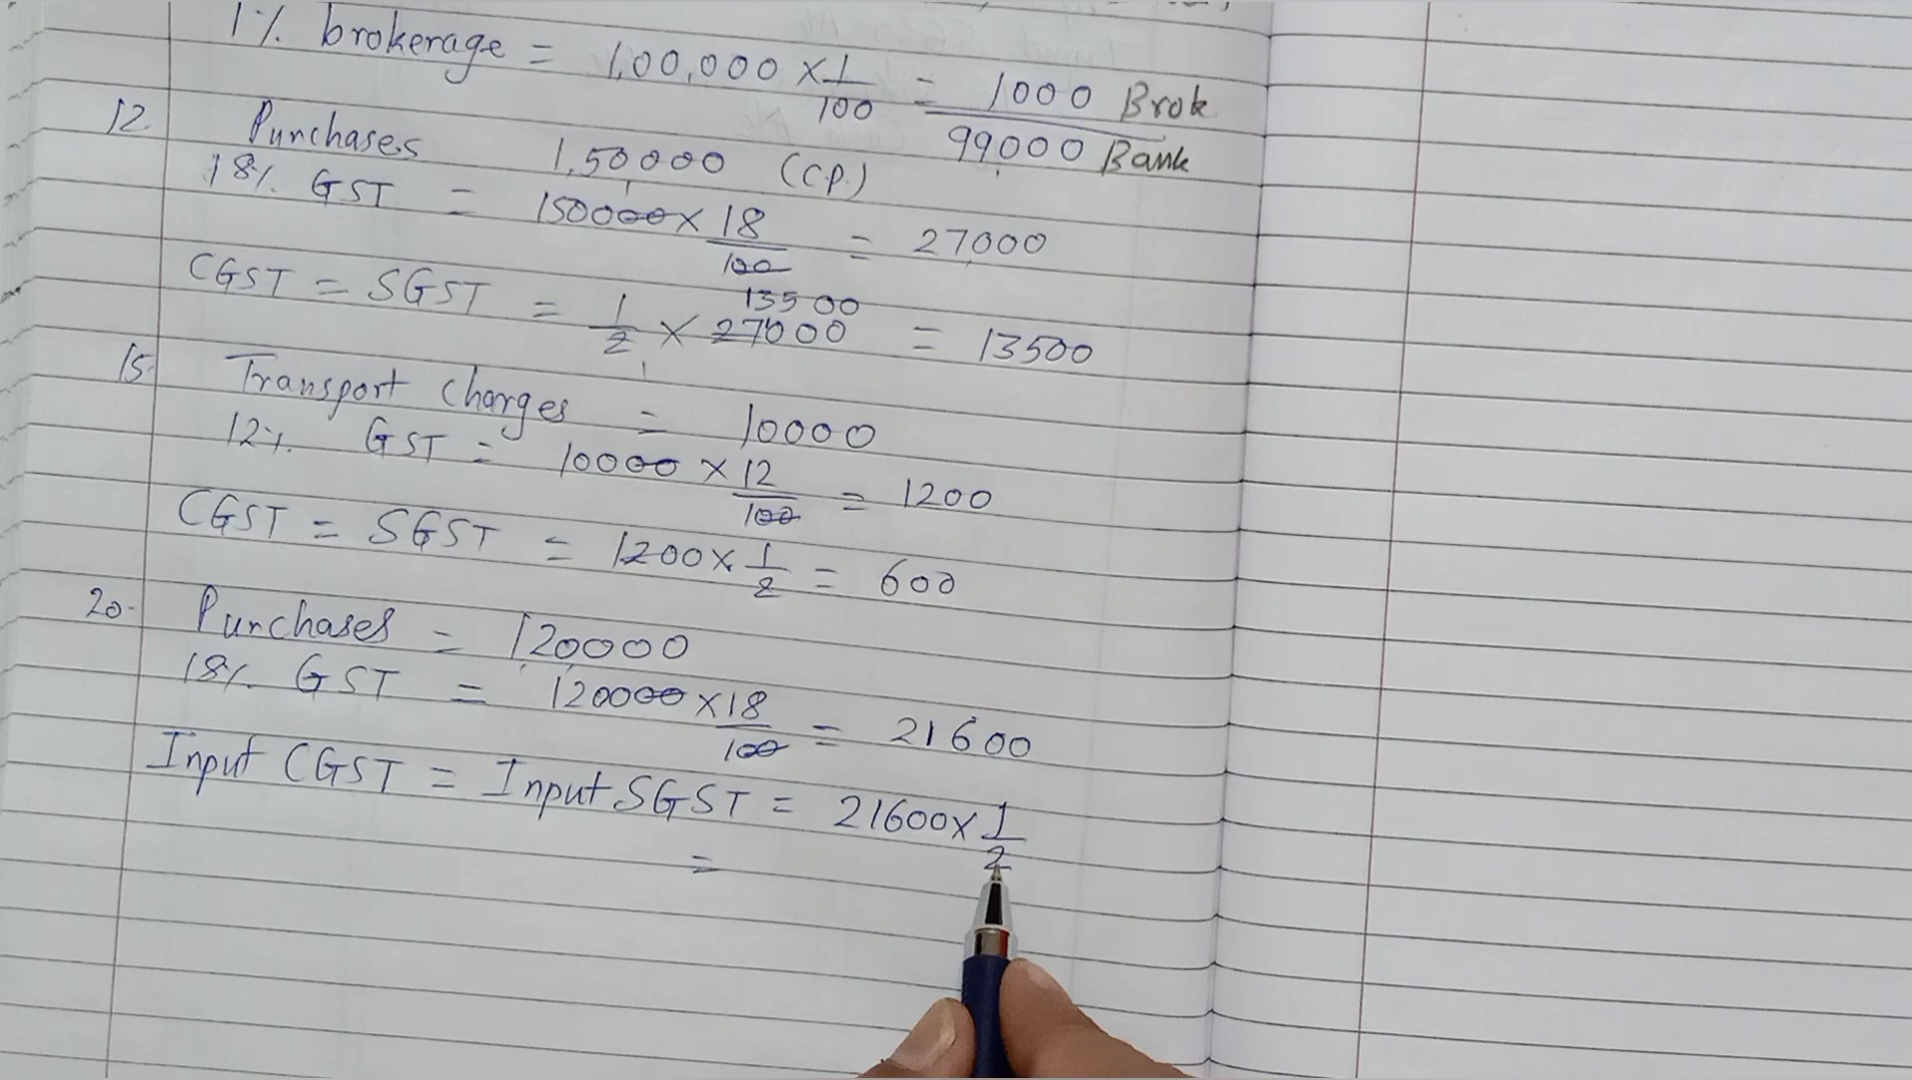 1% brokerage = 1,00,000 × 1/100 = 1000 Brok
99000 Bank
12. Purchases 1,50000 (CP.)
18% GST = 150000 × 18/100 = 27000
CGST = SGST = 1/2 × 27000 13500 = 13500
15. Transport charges = 10000
12% GST = 10000 × 12/100 = 1200
CGST = SGST = 1200 × 1/2 = 600
20. Purchases = 120000
18% GST = 120000 × 18/100 = 21600
Input CGST = Input SGST = 21600 × 1/2
=